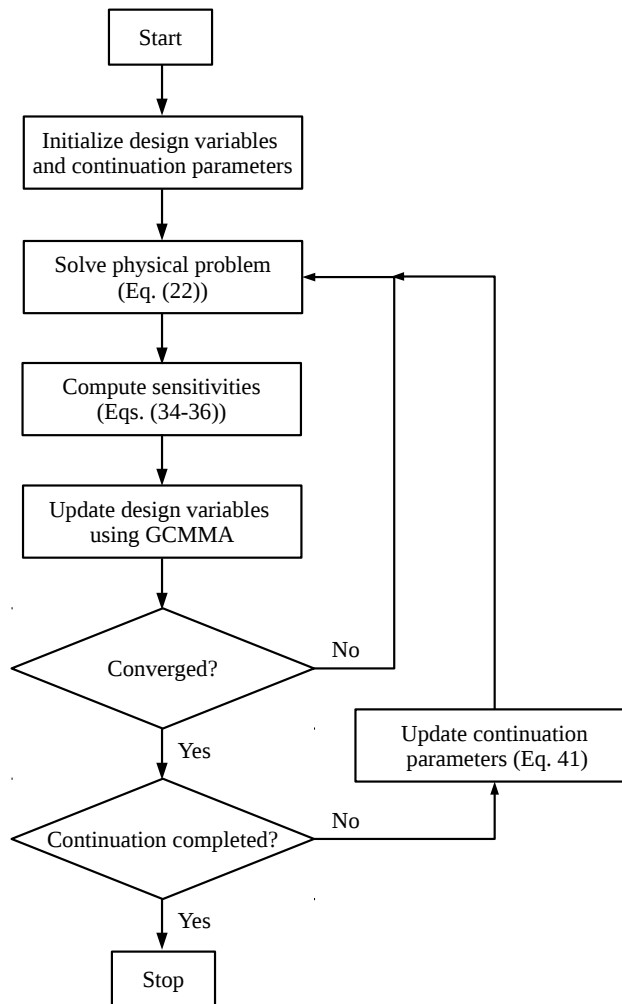 Start
Initialize design variables
and continuation parameters
Solve physical problem
(Eq. (22))
Compute sensitivities
(Eqs. (34-36))
Update design variables
using GCMMA
Converged?
No
Yes
Update continuation
parameters (Eq. 41)
Continuation completed?
No
Yes
Stop